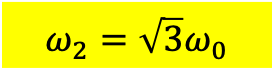 ω₂ = √3ω₀